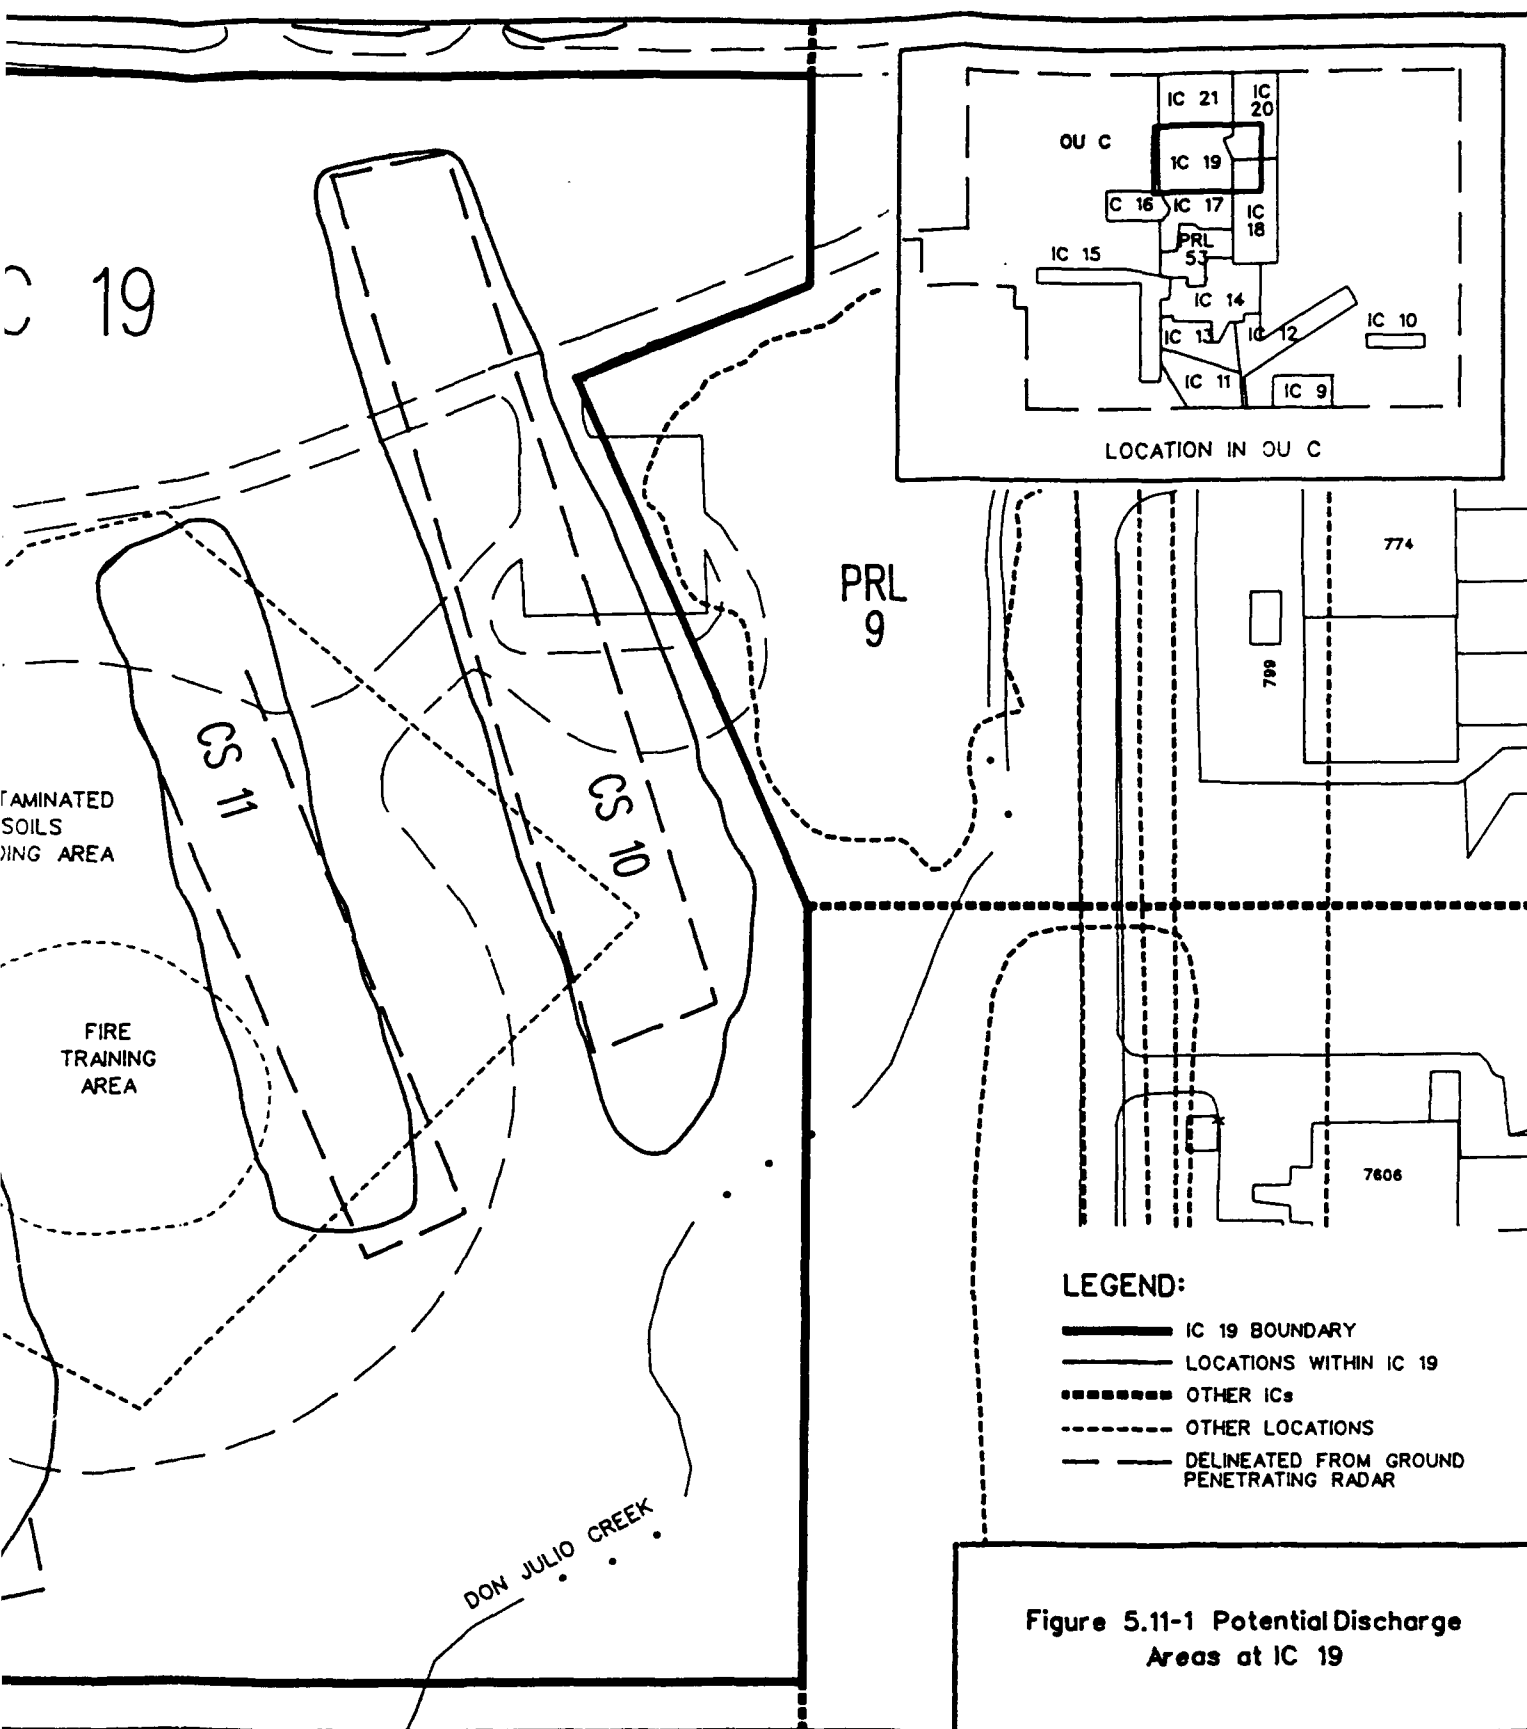 IC 21
IC
20
OU C
IC 19
C 16
IC 17
IC
18
PRL
53
IC 15
IC 14
IC 10
IC 13
IC 12
IC 11
IC 9
LOCATION IN OU C
C 19
774
PRL
9
799
CS 11
CS 10
TAMINATED
SOILS
DING AREA
FIRE
TRAINING
AREA
7606
LEGEND:
IC 19 BOUNDARY
LOCATIONS WITHIN IC 19
OTHER ICs
OTHER LOCATIONS
DELINEATED FROM GROUND
PENETRATING RADAR
DON JULIO CREEK
Figure 5.11-1 Potential Discharge
Areas at IC 19